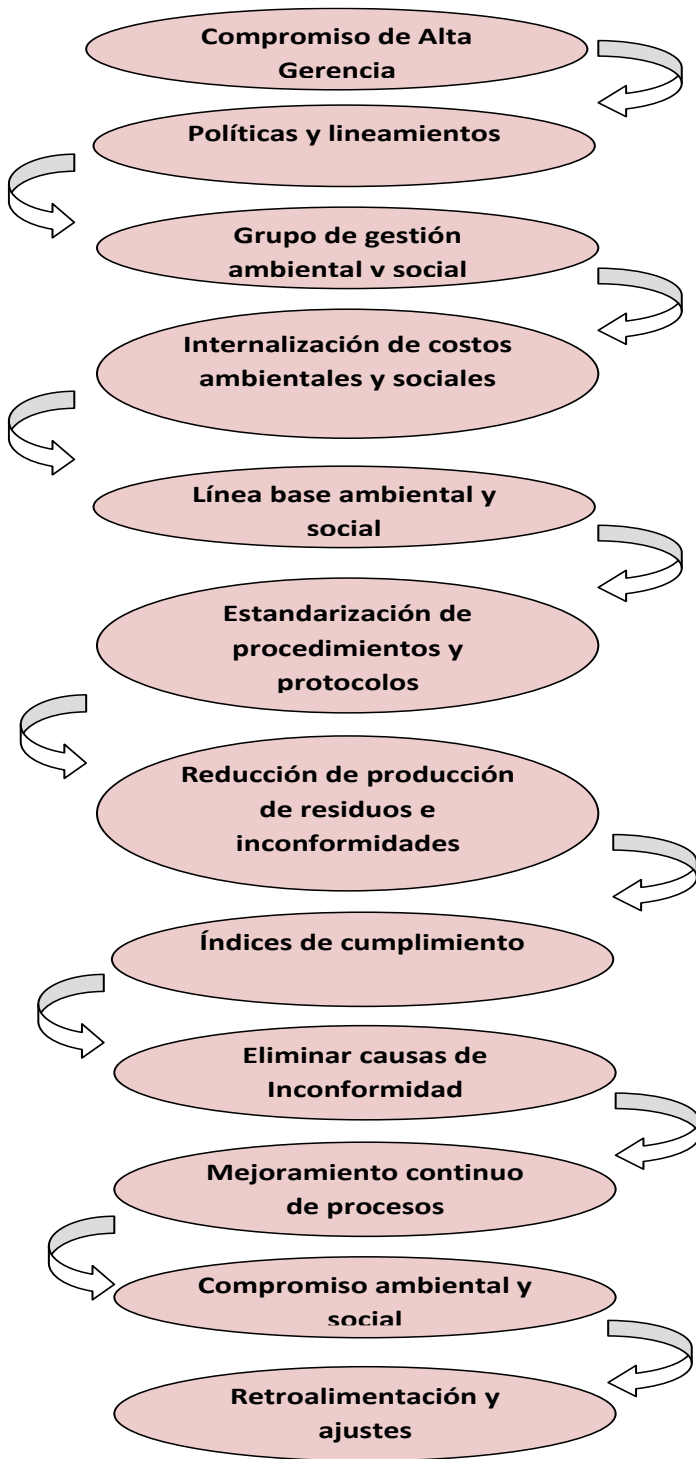 Compromiso de Alta
Gerencia
Políticas y lineamientos
Grupo de gestión
ambiental y social
Internalización de costos
ambientales y sociales
Línea base ambiental y
social
Estandarización de
procedimientos y
protocolos
Reducción de producción
de residuos e
inconformidades
Índices de cumplimiento
Eliminar causas de
Inconformidad
Mejoramiento continuo
de procesos
Compromiso ambiental y
social
Retroalimentación y
ajustes